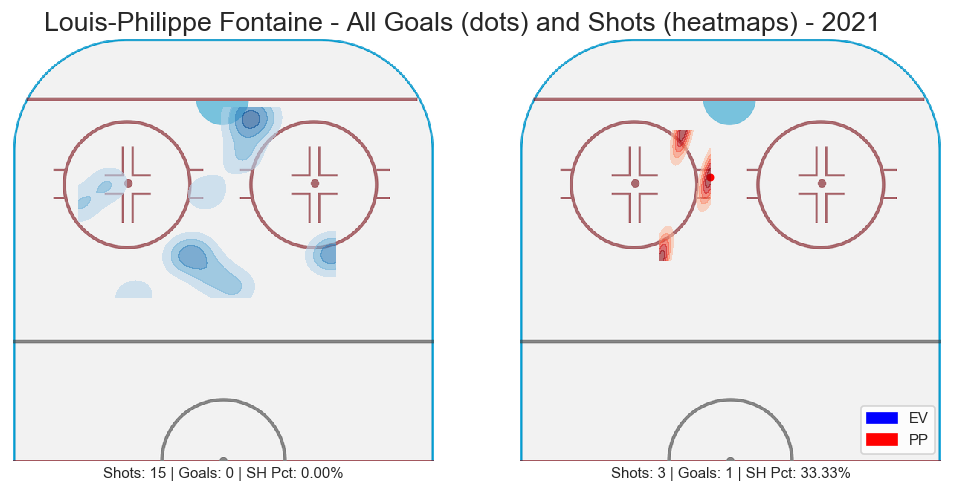 Louis-Philippe Fontaine - All Goals (dots) and Shots (heatmaps) - 2021
EV
PP
Shots: 15 | Goals: 0 | SH Pct: 0.00%
Shots: 3 | Goals: 1 | SH Pct: 33.33%